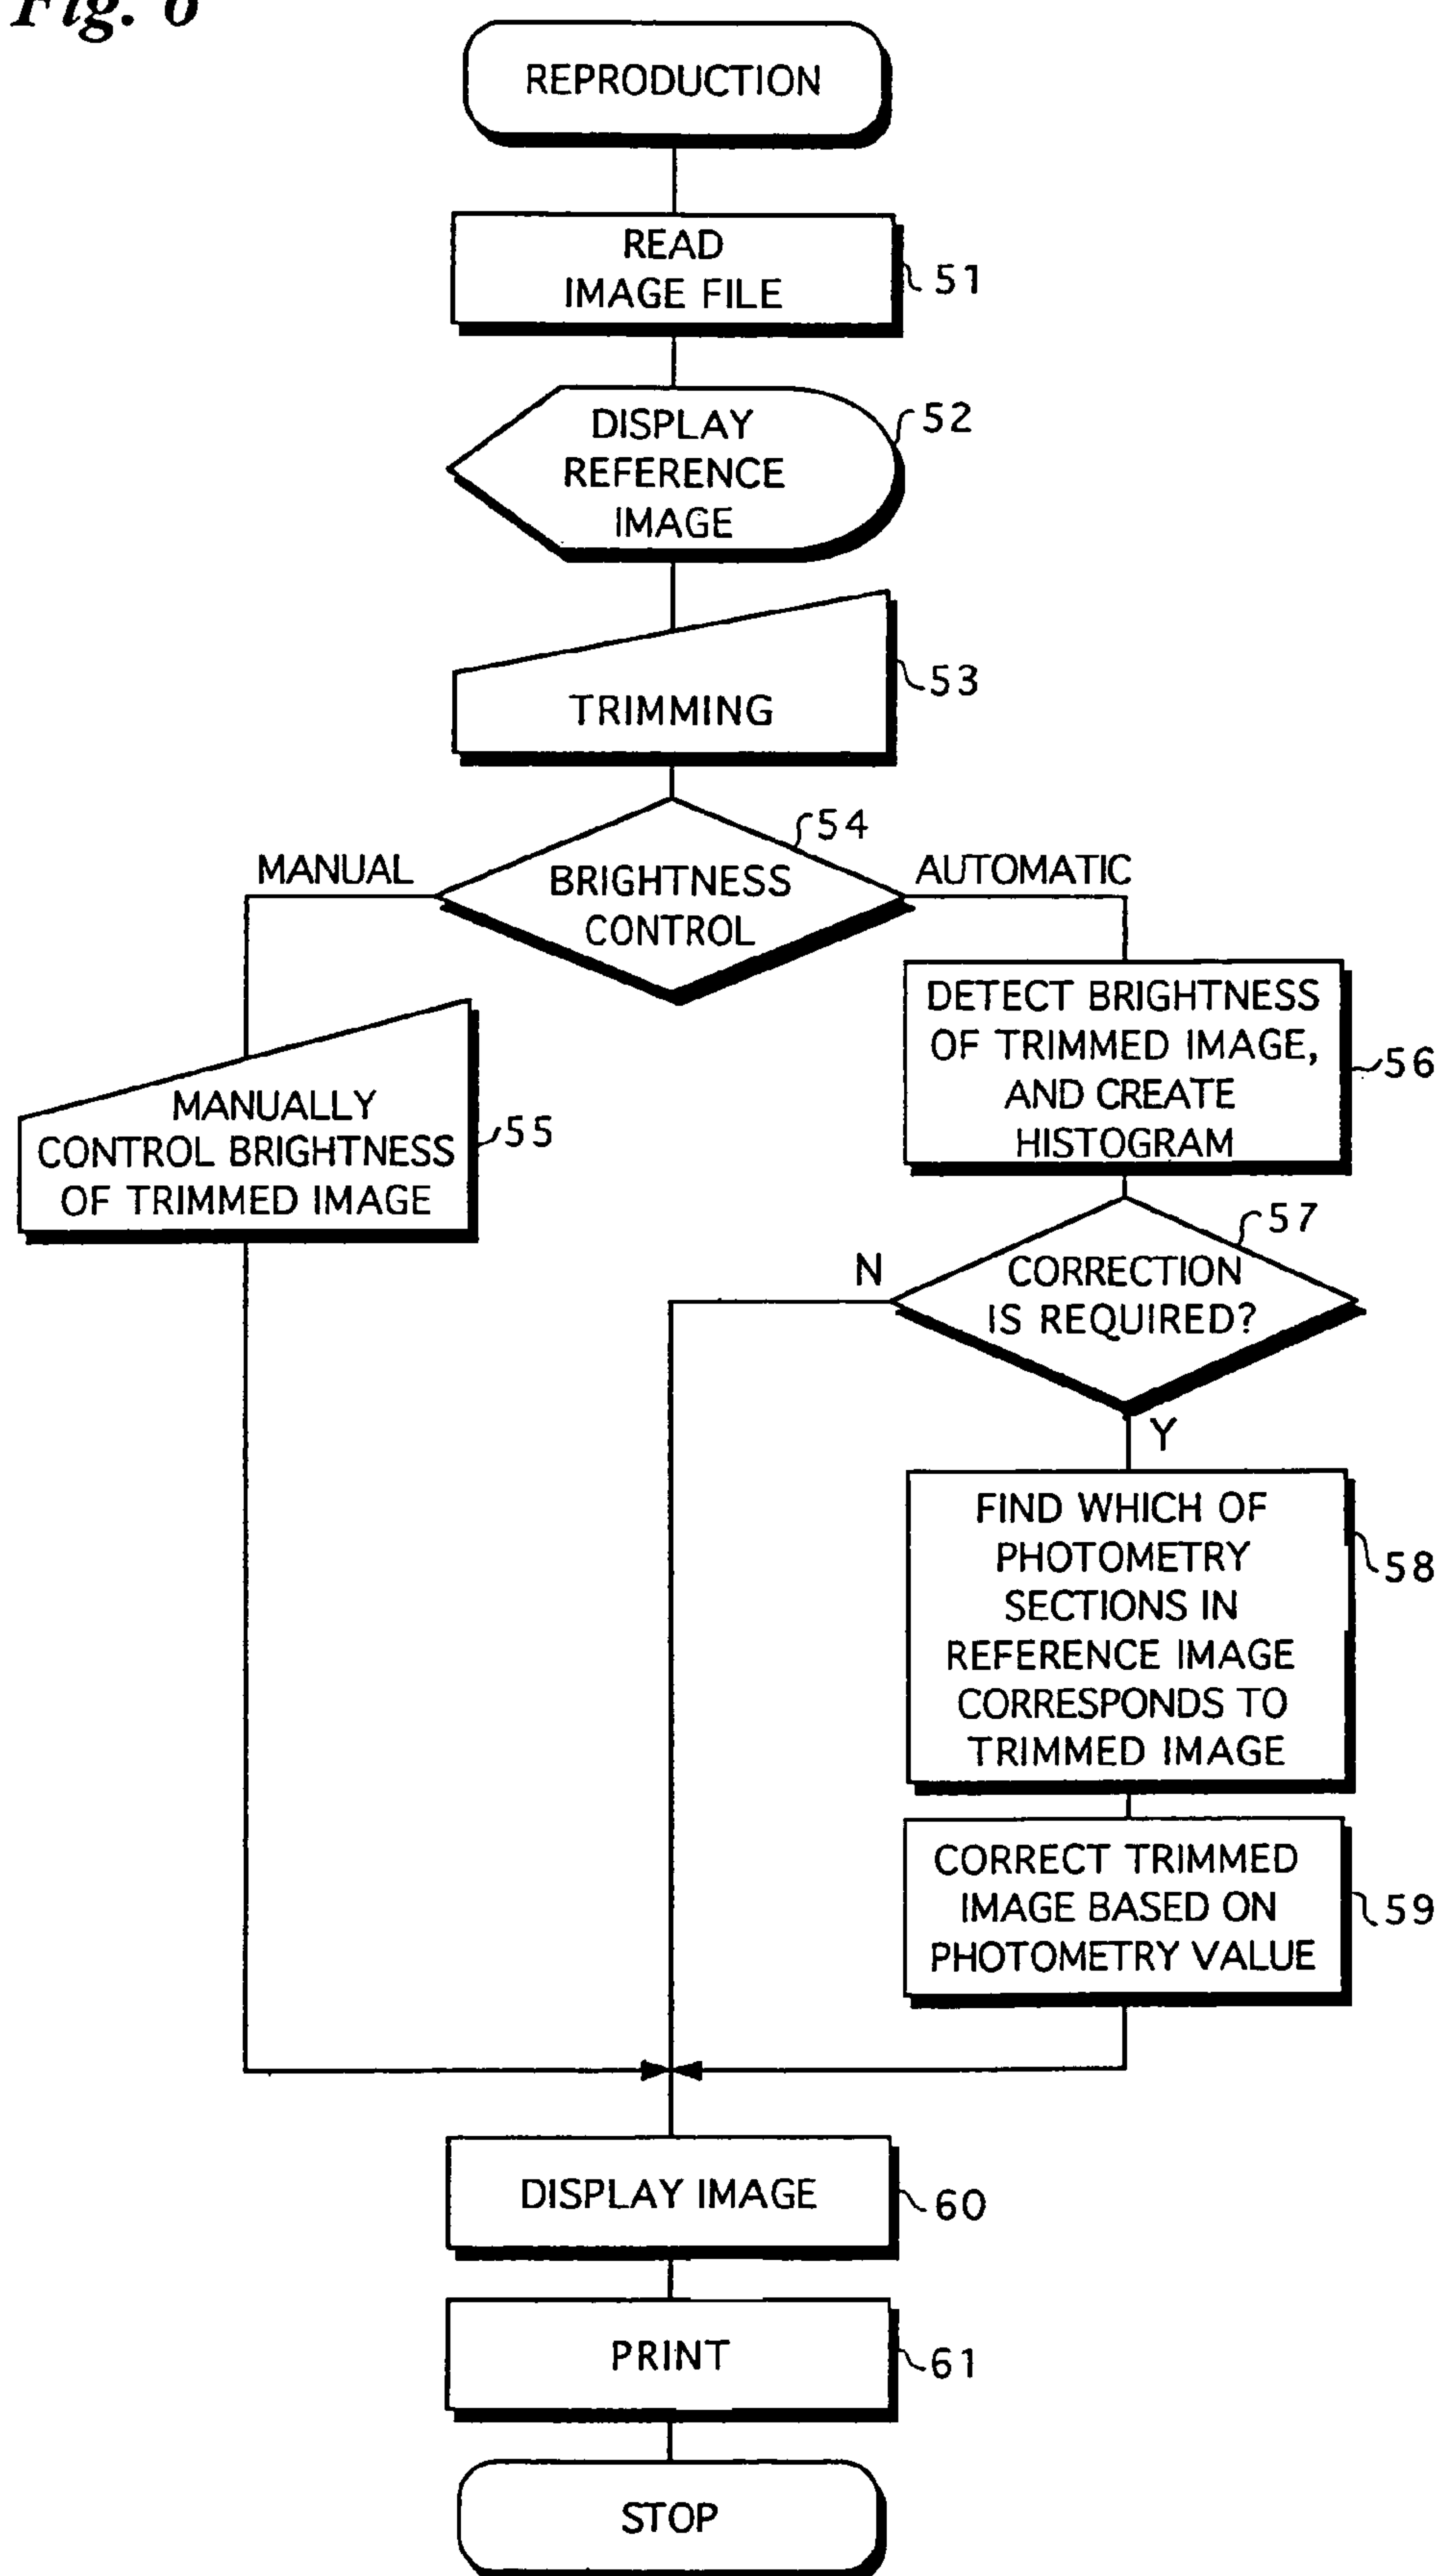 Fig. 6
REPRODUCTION
READ
IMAGE FILE
51
DISPLAY
REFERENCE
IMAGE
52
TRIMMING
53
BRIGHTNESS
CONTROL
54
MANUAL
AUTOMATIC
MANUALLY
CONTROL BRIGHTNESS
OF TRIMMED IMAGE
55
DETECT BRIGHTNESS
OF TRIMMED IMAGE,
AND CREATE
HISTOGRAM
56
CORRECTION
IS REQUIRED?
57
N
Y
FIND WHICH OF
PHOTOMETRY
SECTIONS IN
REFERENCE IMAGE
CORRESPONDS TO
TRIMMED IMAGE
58
CORRECT TRIMMED
IMAGE BASED ON
PHOTOMETRY VALUE
59
DISPLAY IMAGE
60
PRINT
61
STOP